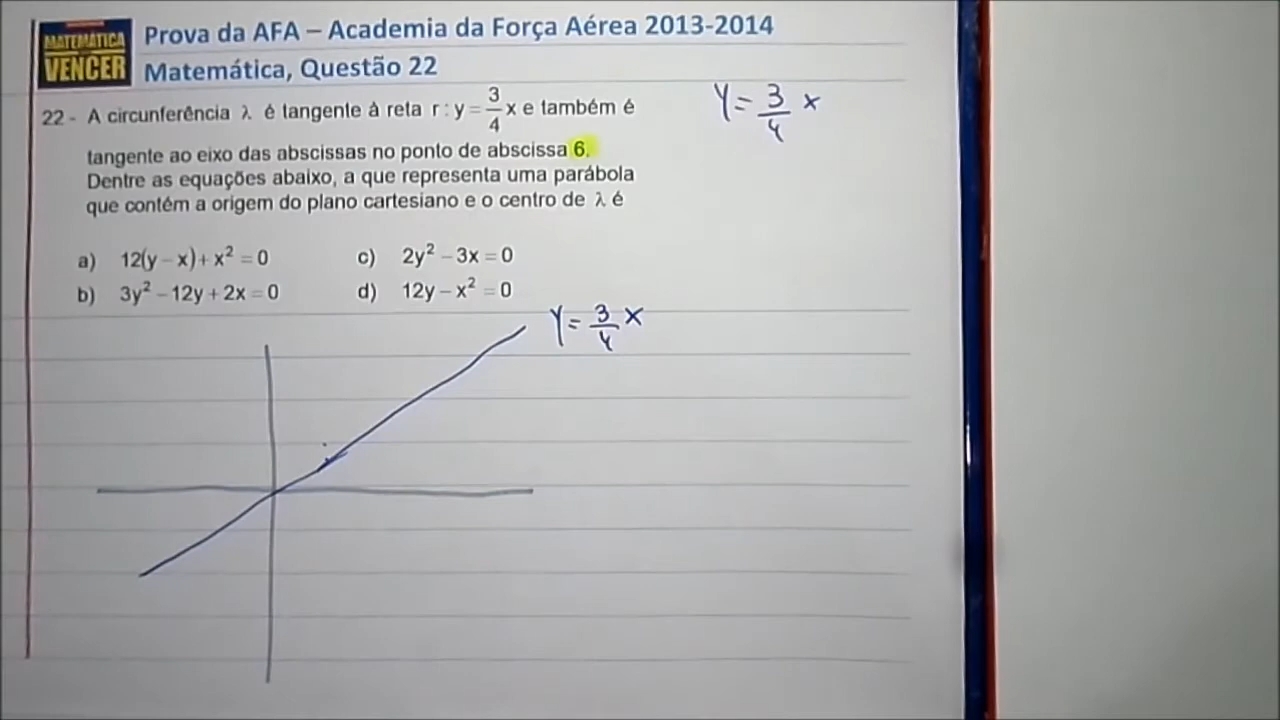 MATEMÁTICA
VENCER
Prova da AFA – Academia da Força Aérea 2013-2014
Matemática, Questão 22
22 - A circunferência λ é tangente à reta r : y = 3/4 x e também é
tangente ao eixo das abscissas no ponto de abscissa 6.
Dentre as equações abaixo, a que representa uma parábola
que contém a origem do plano cartesiano e o centro de λ é
a) 12(y – x) + x² = 0
c) 2y² – 3x = 0
b) 3y² – 12y + 2x = 0
d) 12y – x² = 0
Y = 3/4 x
Y = 3/4 x